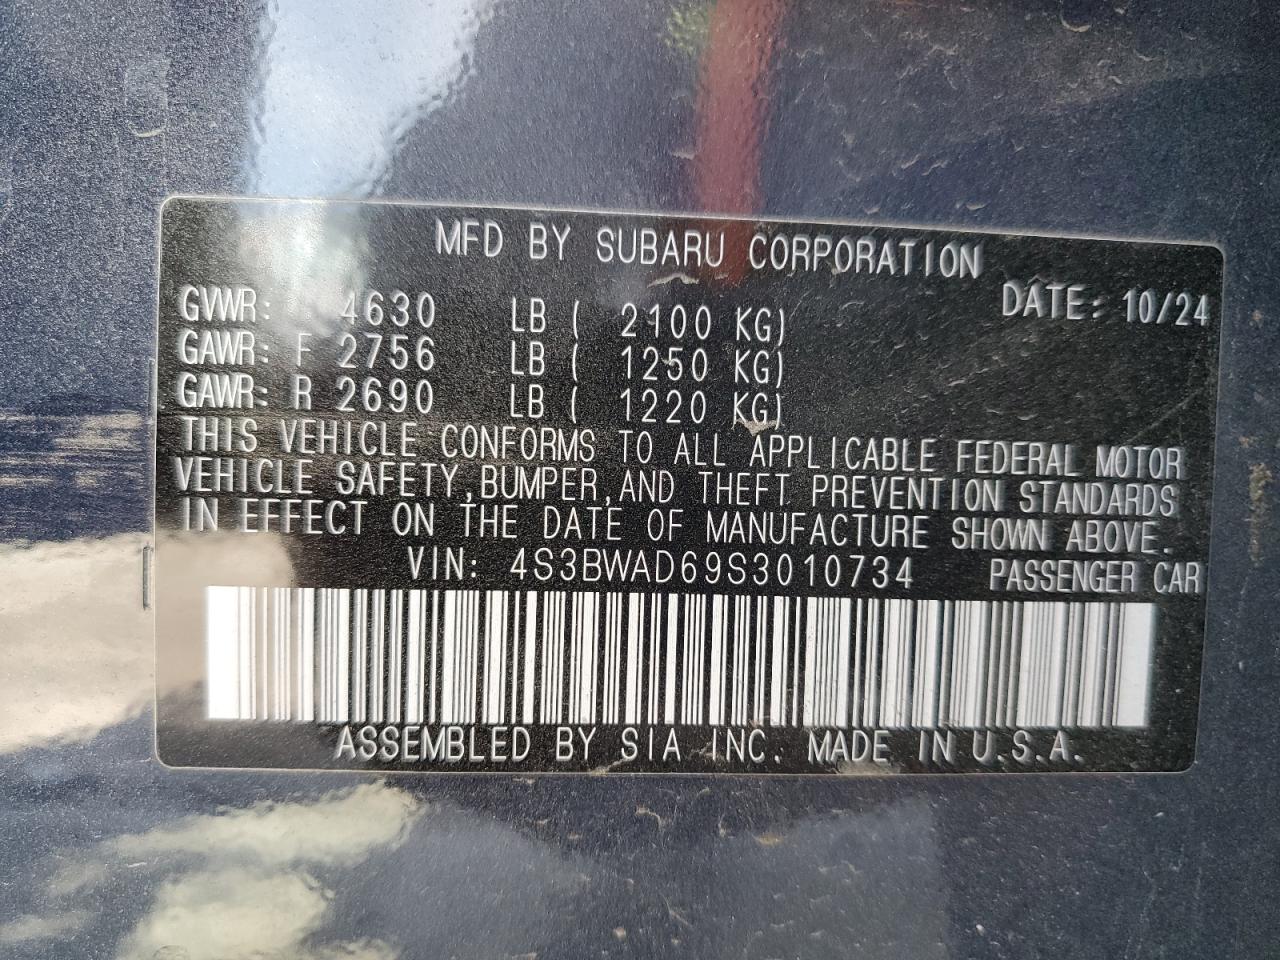 MFD BY SUBARU CORPORATION
DATE: 10/24
GVWR: 4630 LB ( 2100 KG)
GAWR: F 2756 LB ( 1250 KG)
GAWR: R 2690 LB ( 1220 KG)
THIS VEHICLE CONFORMS TO ALL APPLICABLE FEDERAL MOTOR
VEHICLE SAFETY,BUMPER,AND THEFT PREVENTION STANDARDS
IN EFFECT ON THE DATE OF MANUFACTURE SHOWN ABOVE.
VIN: 4S3BWAD69S3010734 PASSENGER CAR
ASSEMBLED BY SIA INC. MADE IN U.S.A.